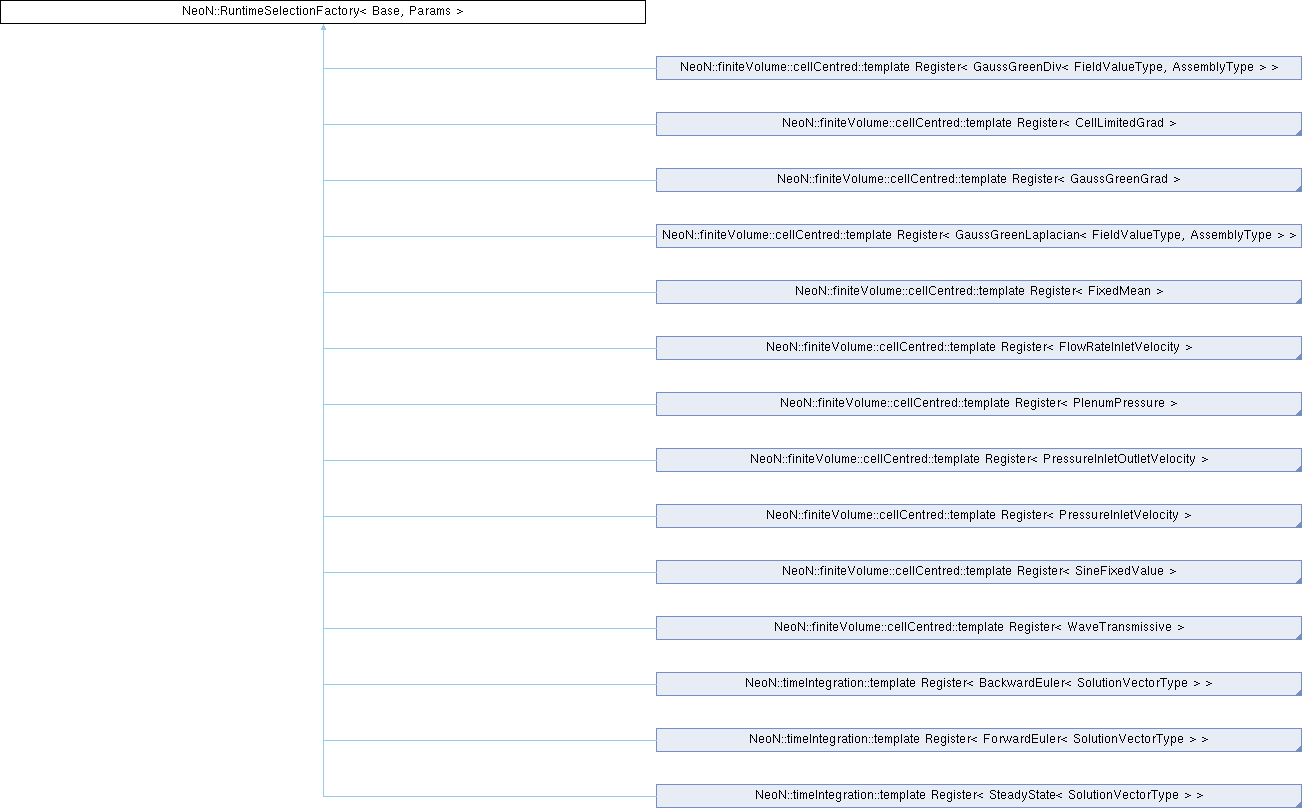 NeoN::RuntimeSelectionFactory< Base, Params >
NeoN::finiteVolume::cellCentred::template Register< GaussGreenDiv< FieldValueType, AssemblyType > >
NeoN::finiteVolume::cellCentred::template Register< CellLimitedGrad >
NeoN::finiteVolume::cellCentred::template Register< GaussGreenGrad >
NeoN::finiteVolume::cellCentred::template Register< GaussGreenLaplacian< FieldValueType, AssemblyType > >
NeoN::finiteVolume::cellCentred::template Register< FixedMean >
NeoN::finiteVolume::cellCentred::template Register< FlowRateInletVelocity >
NeoN::finiteVolume::cellCentred::template Register< PlenumPressure >
NeoN::finiteVolume::cellCentred::template Register< PressureInletOutletVelocity >
NeoN::finiteVolume::cellCentred::template Register< PressureInletVelocity >
NeoN::finiteVolume::cellCentred::template Register< SineFixedValue >
NeoN::finiteVolume::cellCentred::template Register< WaveTransmissive >
NeoN::timeIntegration::template Register< BackwardEuler< SolutionVectorType > >
NeoN::timeIntegration::template Register< ForwardEuler< SolutionVectorType > >
NeoN::timeIntegration::template Register< SteadyState< SolutionVectorType > >